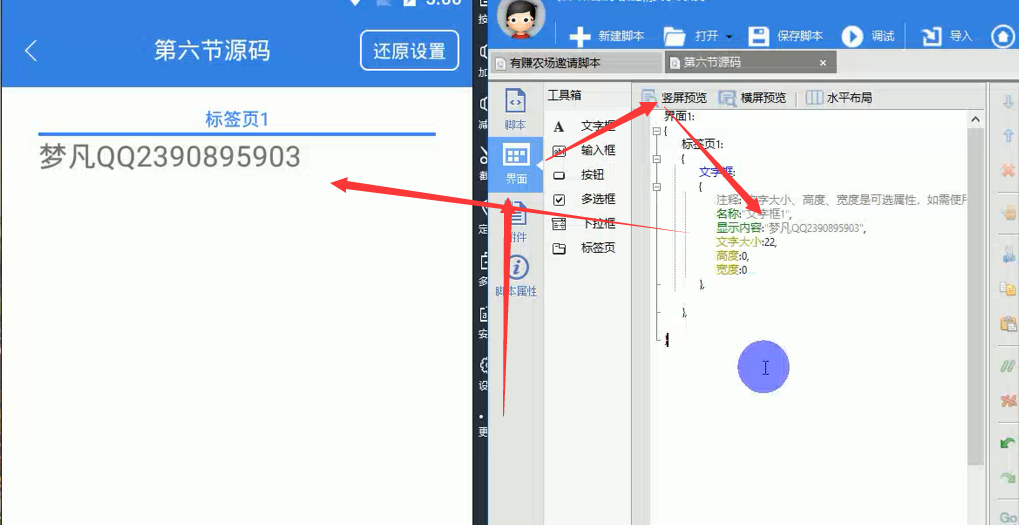 第六节源码
还原设置
标签页1
梦凡QQ2390895903
新建脚本
打开
保存脚本
调试
导入
有赚农场邀请脚本
第六节源码
×
脚本
界面
附件
脚本属性
工具箱
文字框
输入框
按钮
多选框
下拉框
标签页
竖屏预览
横屏预览
水平布局
界面1:
{
标签页1:
{
文字框:
{
注释:文字大小、高度、宽度是可选属性，如需使用
名称:"文字框1",
显示内容:"梦凡QQ2390895903",
文字大小:22,
高度:0,
宽度:0
},
},
Go